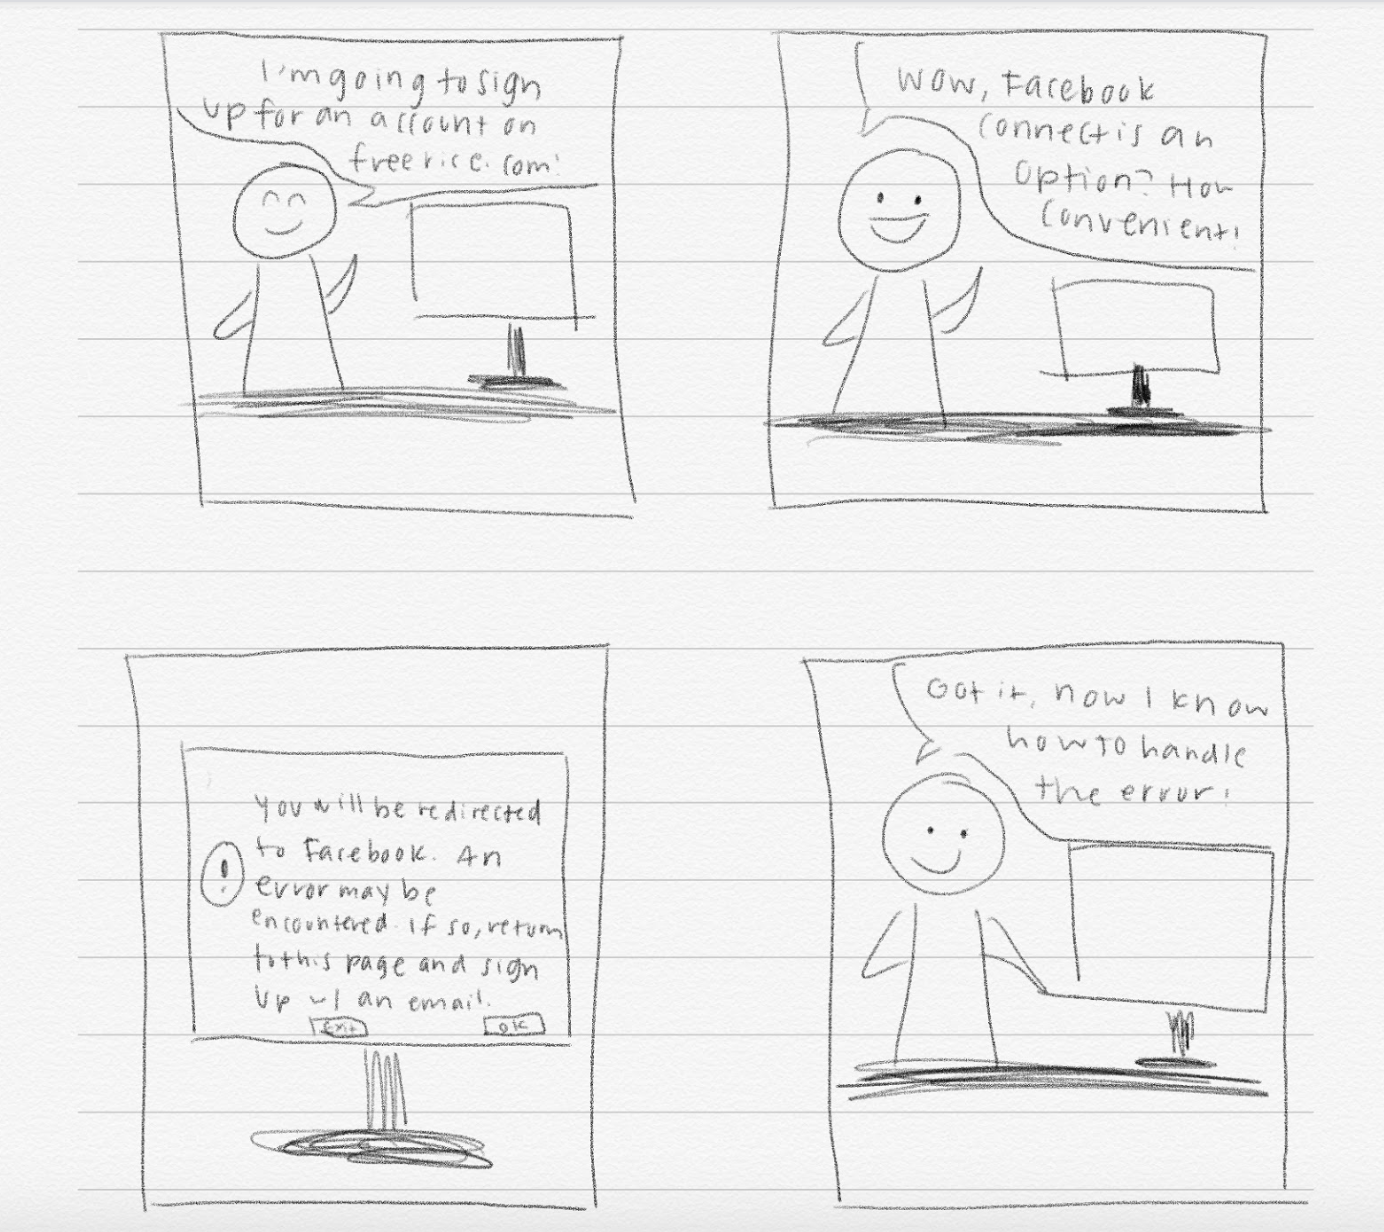 I'm going to sign
up for an account on
freerice.com!
Wow, Facebook
connect is an
option? How
convenient!
You will be redirected
to Facebook. An
error may be
encountered. If so, return
to this page and sign
up w/ an email.
!
Exit
OK
Got it, now I know
how to handle
the error!